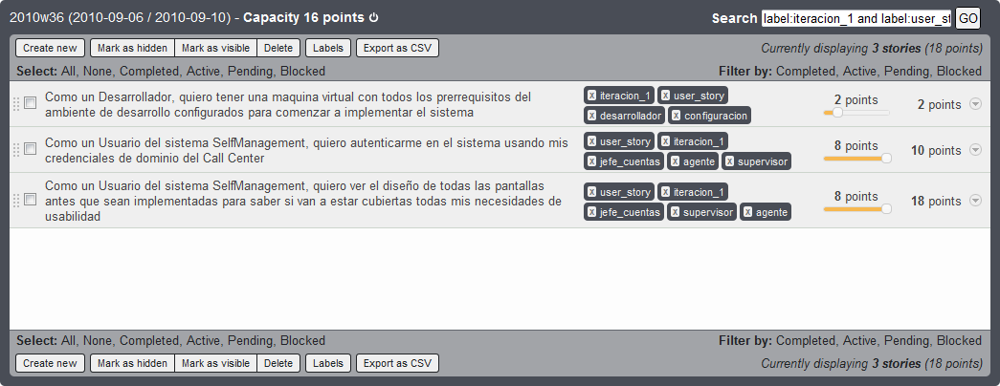 2010w36 (2010-09-06 / 2010-09-10) - Capacity 16 points
Search label:iteracion_1 and label:user_st GO
Create new Mark as hidden Mark as visible Delete Labels Export as CSV Currently displaying 3 stories (18 points)
Select: All, None, Completed, Active, Pending, Blocked Filter by: Completed, Active, Pending, Blocked
Como un Desarrollador, quiero tener una maquina virtual con todos los prerrequisitos del
ambiente de desarrollo configurados para comenzar a implementar el sistema
x iteracion_1 x user_story
x desarrollador x configuracion
2 points
2 points
Como un Usuario del sistema SelfManagement, quiero autenticarme en el sistema usando mis
credenciales de dominio del Call Center
x user_story x iteracion_1
x jefe_cuentas x agente x supervisor
8 points
10 points
Como un Usuario del sistema SelfManagement, quiero ver el diseño de todas las pantallas
antes que sean implementadas para saber si van a estar cubiertas todas mis necesidades de
usabilidad
x user_story x iteracion_1
x jefe_cuentas x supervisor x agente
8 points
18 points
Select: All, None, Completed, Active, Pending, Blocked Filter by: Completed, Active, Pending, Blocked
Create new Mark as hidden Mark as visible Delete Labels Export as CSV Currently displaying 3 stories (18 points)